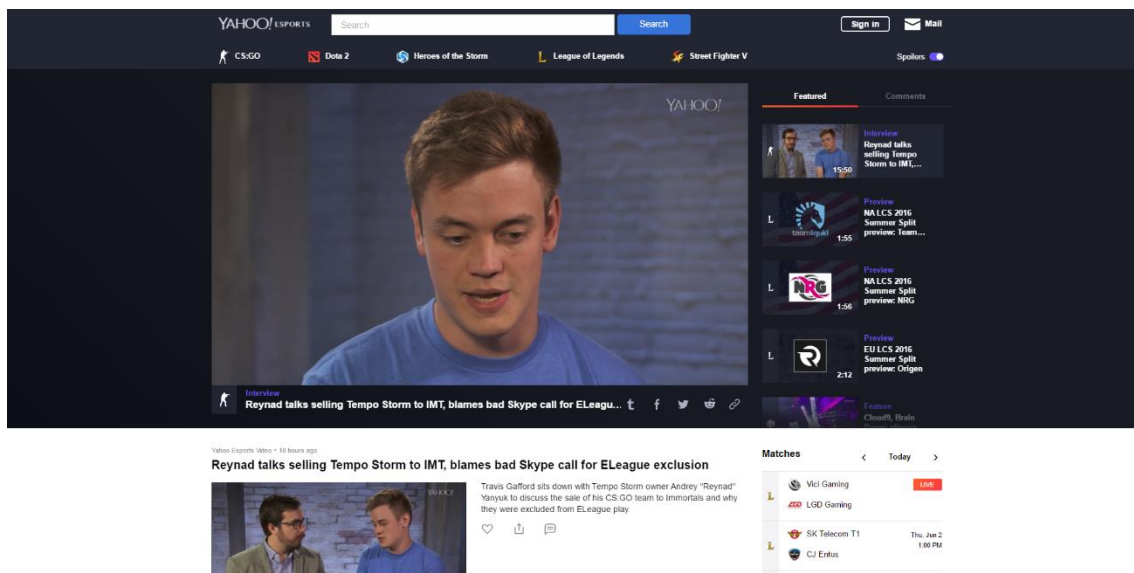 YAHOO! ESPORTS
Search
Search
Sign in
Mail
CS:GO
Dota 2
Heroes of the Storm
League of Legends
Street Fighter V
Spoilers
YAHOO!
Interview
Reynad talks selling Tempo Storm to IMT, blames bad Skype call for ELeagu...
Featured
Comments
Interview
Reynad talks
selling Tempo
Storm to IMT,...
15:50
Preview
NA LCS 2016
Summer Split
preview: Team...
teamliquid
1:55
Preview
NA LCS 2016
Summer Split
preview: NRG
NRG
1:56
Preview
EU LCS 2016
Summer Split
preview: Origen
2:12
Feature
Cloud9, Brain
Yahoo Esports Video • 18 hours ago
Reynad talks selling Tempo Storm to IMT, blames bad Skype call for ELeague exclusion
YAHOO!
Travis Gafford sits down with Tempo Storm owner Andrey "Reynad"
Yanyuk to discuss the sale of his CS:GO team to Immortals and why
they were excluded from ELeague play.
Matches
Today
Vici Gaming
LIVE
LGD Gaming
SK Telecom T1
Thu, Jun 2
1:00 PM
CJ Entus